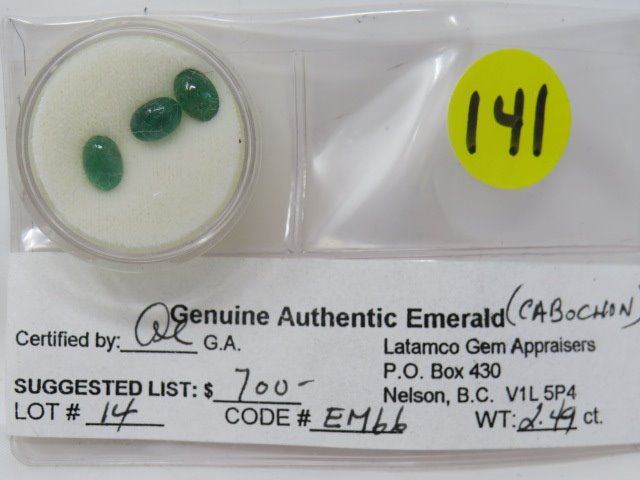 141
Genuine Authentic Emerald (CABOCHON)
Certified by: G.A.
Latamco Gem Appraisers
P.O. Box 430
Nelson, B.C. V1L 5P4
SUGGESTED LIST: $ 700-
LOT # 14 CODE # EM66 WT: 2.49 ct.